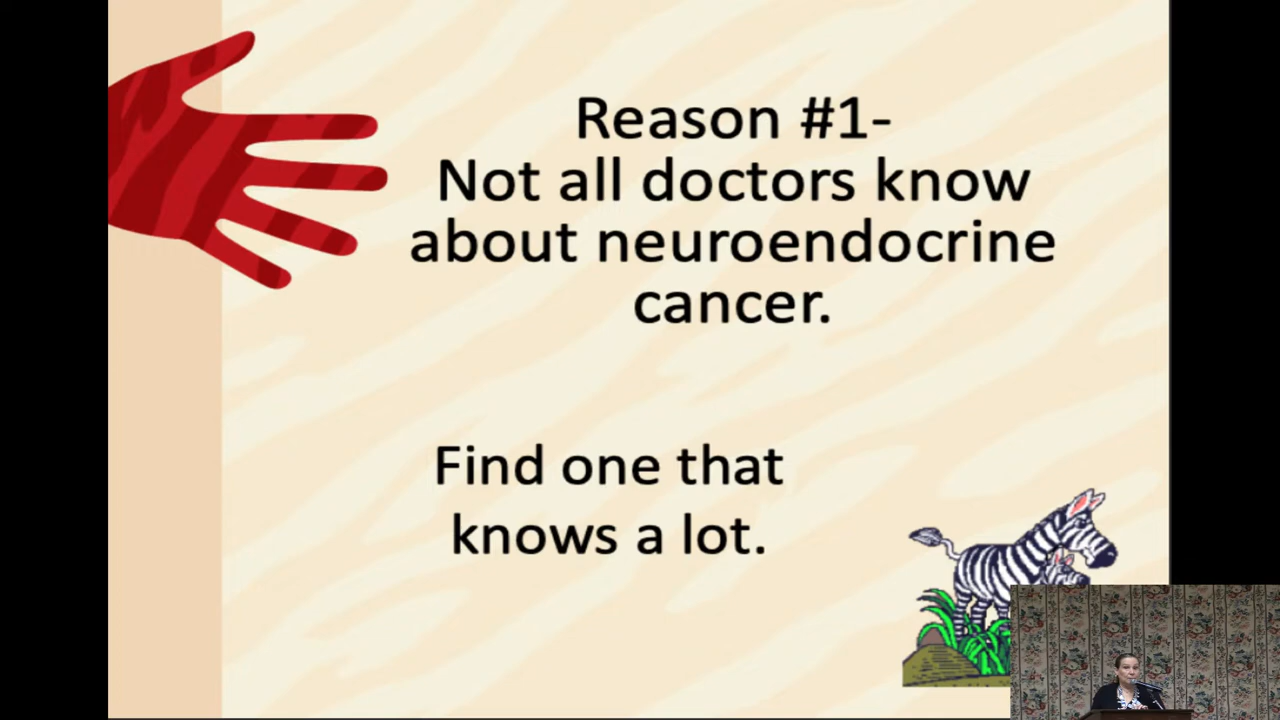 Reason #1-
Not all doctors know
about neuroendocrine
cancer.
Find one that
knows a lot.